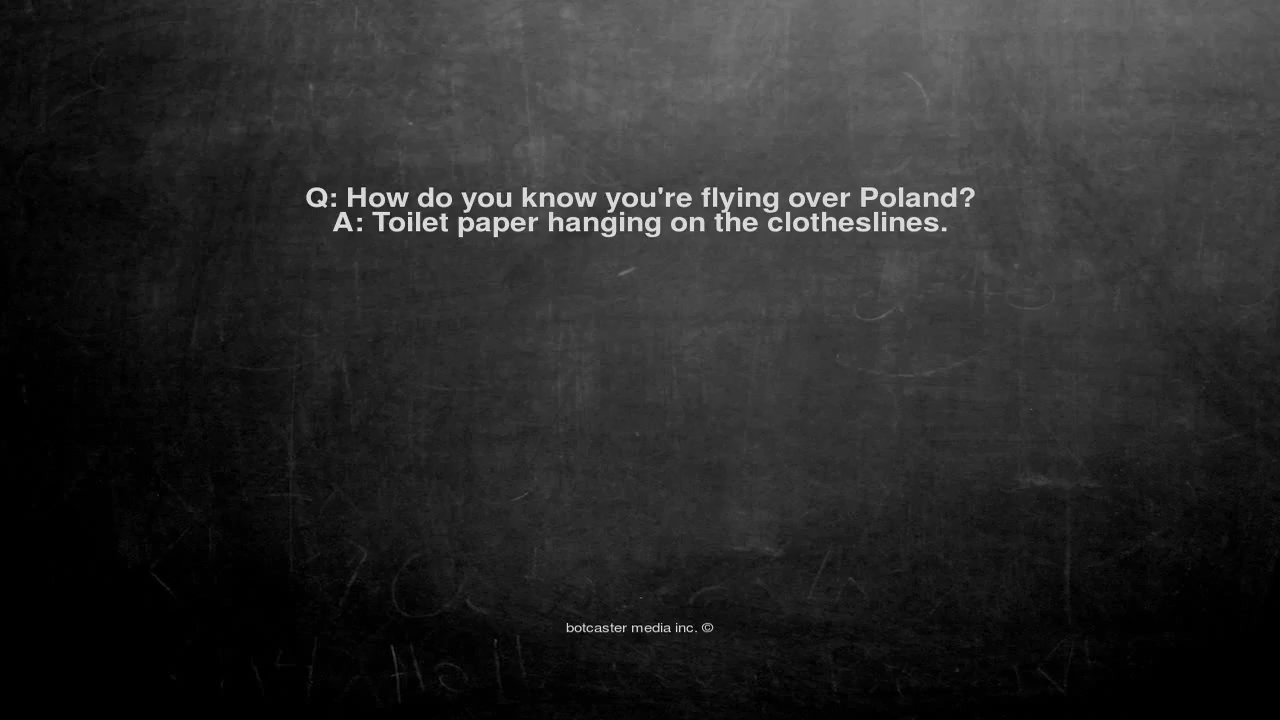 Q: How do you know you're flying over Poland?
A: Toilet paper hanging on the clotheslines.
botcaster media inc. ©